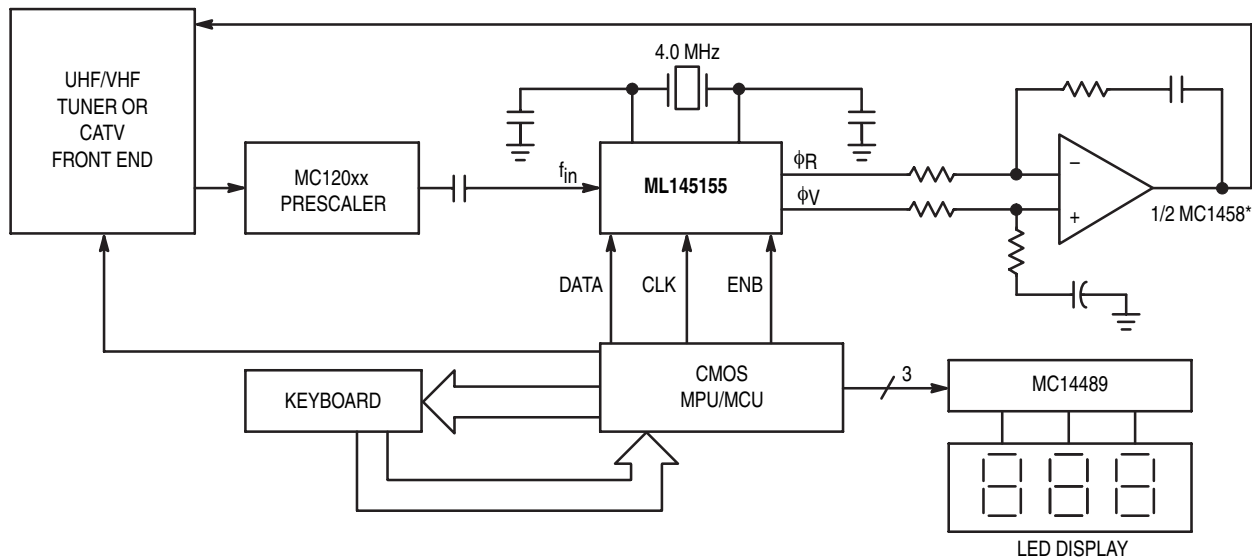 4.0 MHz
UHF/VHF
TUNER OR
CATV
FRONT END
MC120xx
PRESCALER
fin
ML145155
ϕR
ϕV
–
+
1/2 MC1458*
DATA
CLK
ENB
CMOS
MPU/MCU
3
MC14489
KEYBOARD
LED DISPLAY